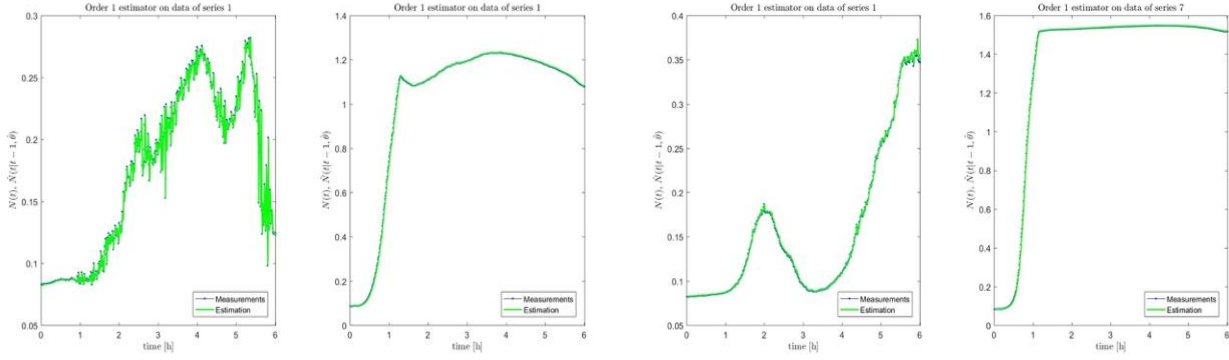 Order 1 estimator on data of series 1
0.3
0.25
0.2
0.15
0.1
0.05
N(t), N̂(t|t − 1, θ̂)
0 1 2 3 4 5 6
time [h]
Measurements
Estimation
Order 1 estimator on data of series 1
1.4
1.2
1
0.8
0.6
0.4
0.2
0
N(t), N̂(t|t − 1, θ̂)
0 1 2 3 4 5 6
time [h]
Measurements
Estimation
Order 1 estimator on data of series 1
0.4
0.35
0.3
0.25
0.2
0.15
0.1
0.05
N(t), N̂(t|t − 1, θ̂)
0 1 2 3 4 5 6
time [h]
Measurements
Estimation
Order 1 estimator on data of series 7
1.6
1.4
1.2
1
0.8
0.6
0.4
0.2
0
N(t), N̂(t|t − 1, θ̂)
0 1 2 3 4 5 6
time [h]
Measurements
Estimation